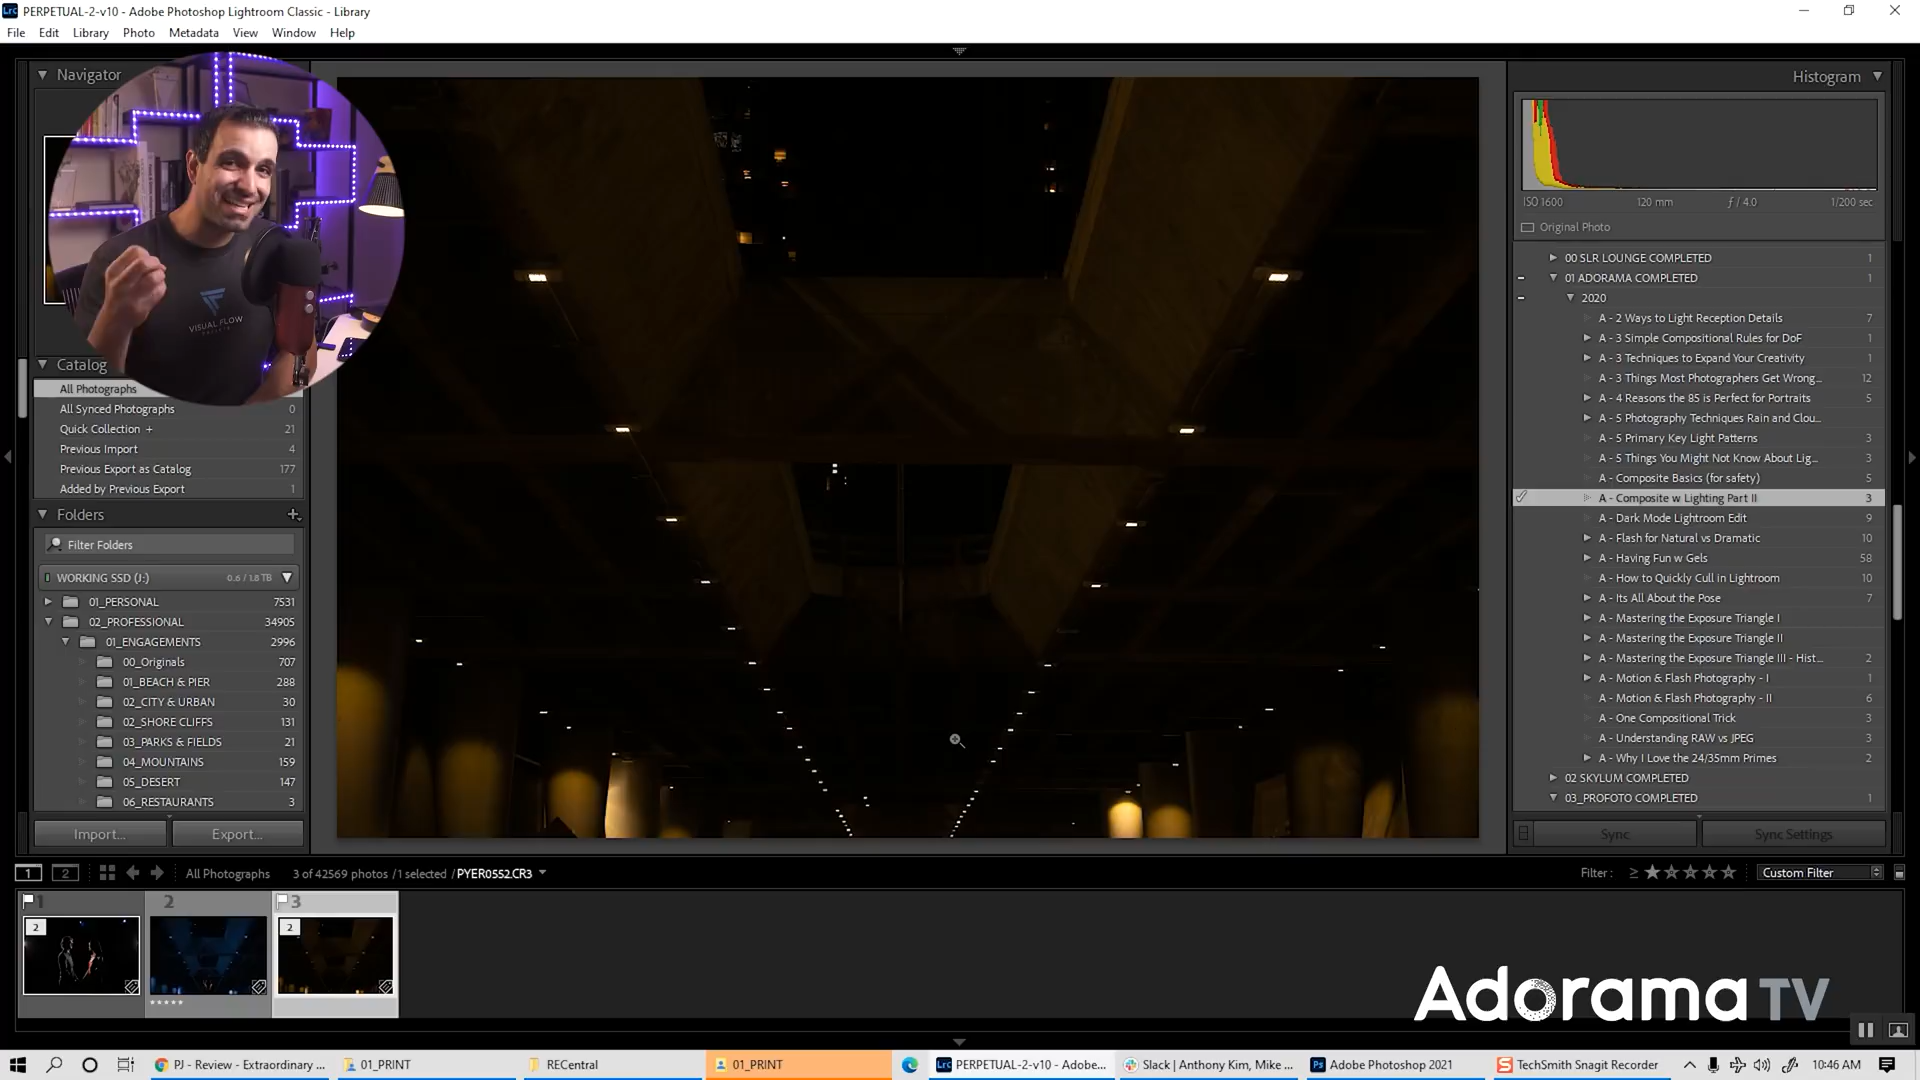 PERPETUAL-2-v10 - Adobe Photoshop Lightroom Classic - Library
File Edit Library Photo Metadata View Window Help
Navigator
VISUAL FLOW
Catalog
All Photographs
All Synced Photographs 0
Quick Collection + 21
Previous Import 4
Previous Export as Catalog 177
Added by Previous Export 1
Folders
Filter Folders
WORKING SSD (J:) 0.6 / 1.8 TB
01_PERSONAL 7531
02_PROFESSIONAL 34905
01_ENGAGEMENTS 2996
00_Originals 707
01_BEACH & PIER 288
02_CITY & URBAN 30
02_SHORE CLIFFS 131
03_PARKS & FIELDS 21
04_MOUNTAINS 159
05_DESERT 147
06_RESTAURANTS 3
Import... Export...
Histogram
ISO 1600 120 mm ƒ / 4.0 1/200 sec
Original Photo
00 SLR LOUNGE COMPLETED 1
01 ADORAMA COMPLETED 1
2020
A - 2 Ways to Light Reception Details 7
A - 3 Simple Compositional Rules for DoF 1
A - 3 Techniques to Expand Your Creativity 1
A - 3 Things Most Photographers Get Wrong... 12
A - 4 Reasons the 85 is Perfect for Portraits 5
A - 5 Photography Techniques Rain and Clou...
A - 5 Primary Key Light Patterns 3
A - 5 Things You Might Not Know About Lig... 3
A - Composite Basics (for safety) 5
A - Composite w Lighting Part II 3
A - Dark Mode Lightroom Edit 9
A - Flash for Natural vs Dramatic 10
A - Having Fun w Gels 58
A - How to Quickly Cull in Lightroom 10
A - Its All About the Pose 7
A - Mastering the Exposure Triangle I
A - Mastering the Exposure Triangle II
A - Mastering the Exposure Triangle III - Hist... 2
A - Motion & Flash Photography - I 1
A - Motion & Flash Photography - II 6
A - One Compositional Trick 3
A - Understanding RAW vs JPEG 3
A - Why I Love the 24/35mm Primes 2
02 SKYLUM COMPLETED 1
03_PROFOTO COMPLETED 1
Sync Sync Settings
1 2 All Photographs 3 of 42569 photos / 1 selected / PYER0552.CR3 Filter : ≥ ★★★★★ Custom Filter
1 2 3
2 2
Adorama TV
PJ - Review - Extraordinary ... 01_PRINT RECentral 01_PRINT PERPETUAL-2-v10 - Adobe... Slack | Anthony Kim, Mike ... Adobe Photoshop 2021 TechSmith Snagit Recorder 10:46 AM